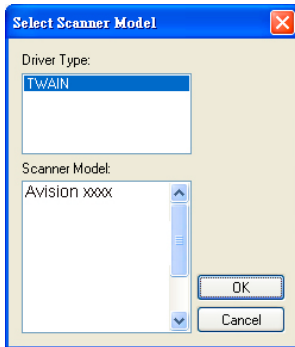 Select Scanner Model
Driver Type:
TWAIN
Scanner Model:
Avision xxxx
OK
Cancel